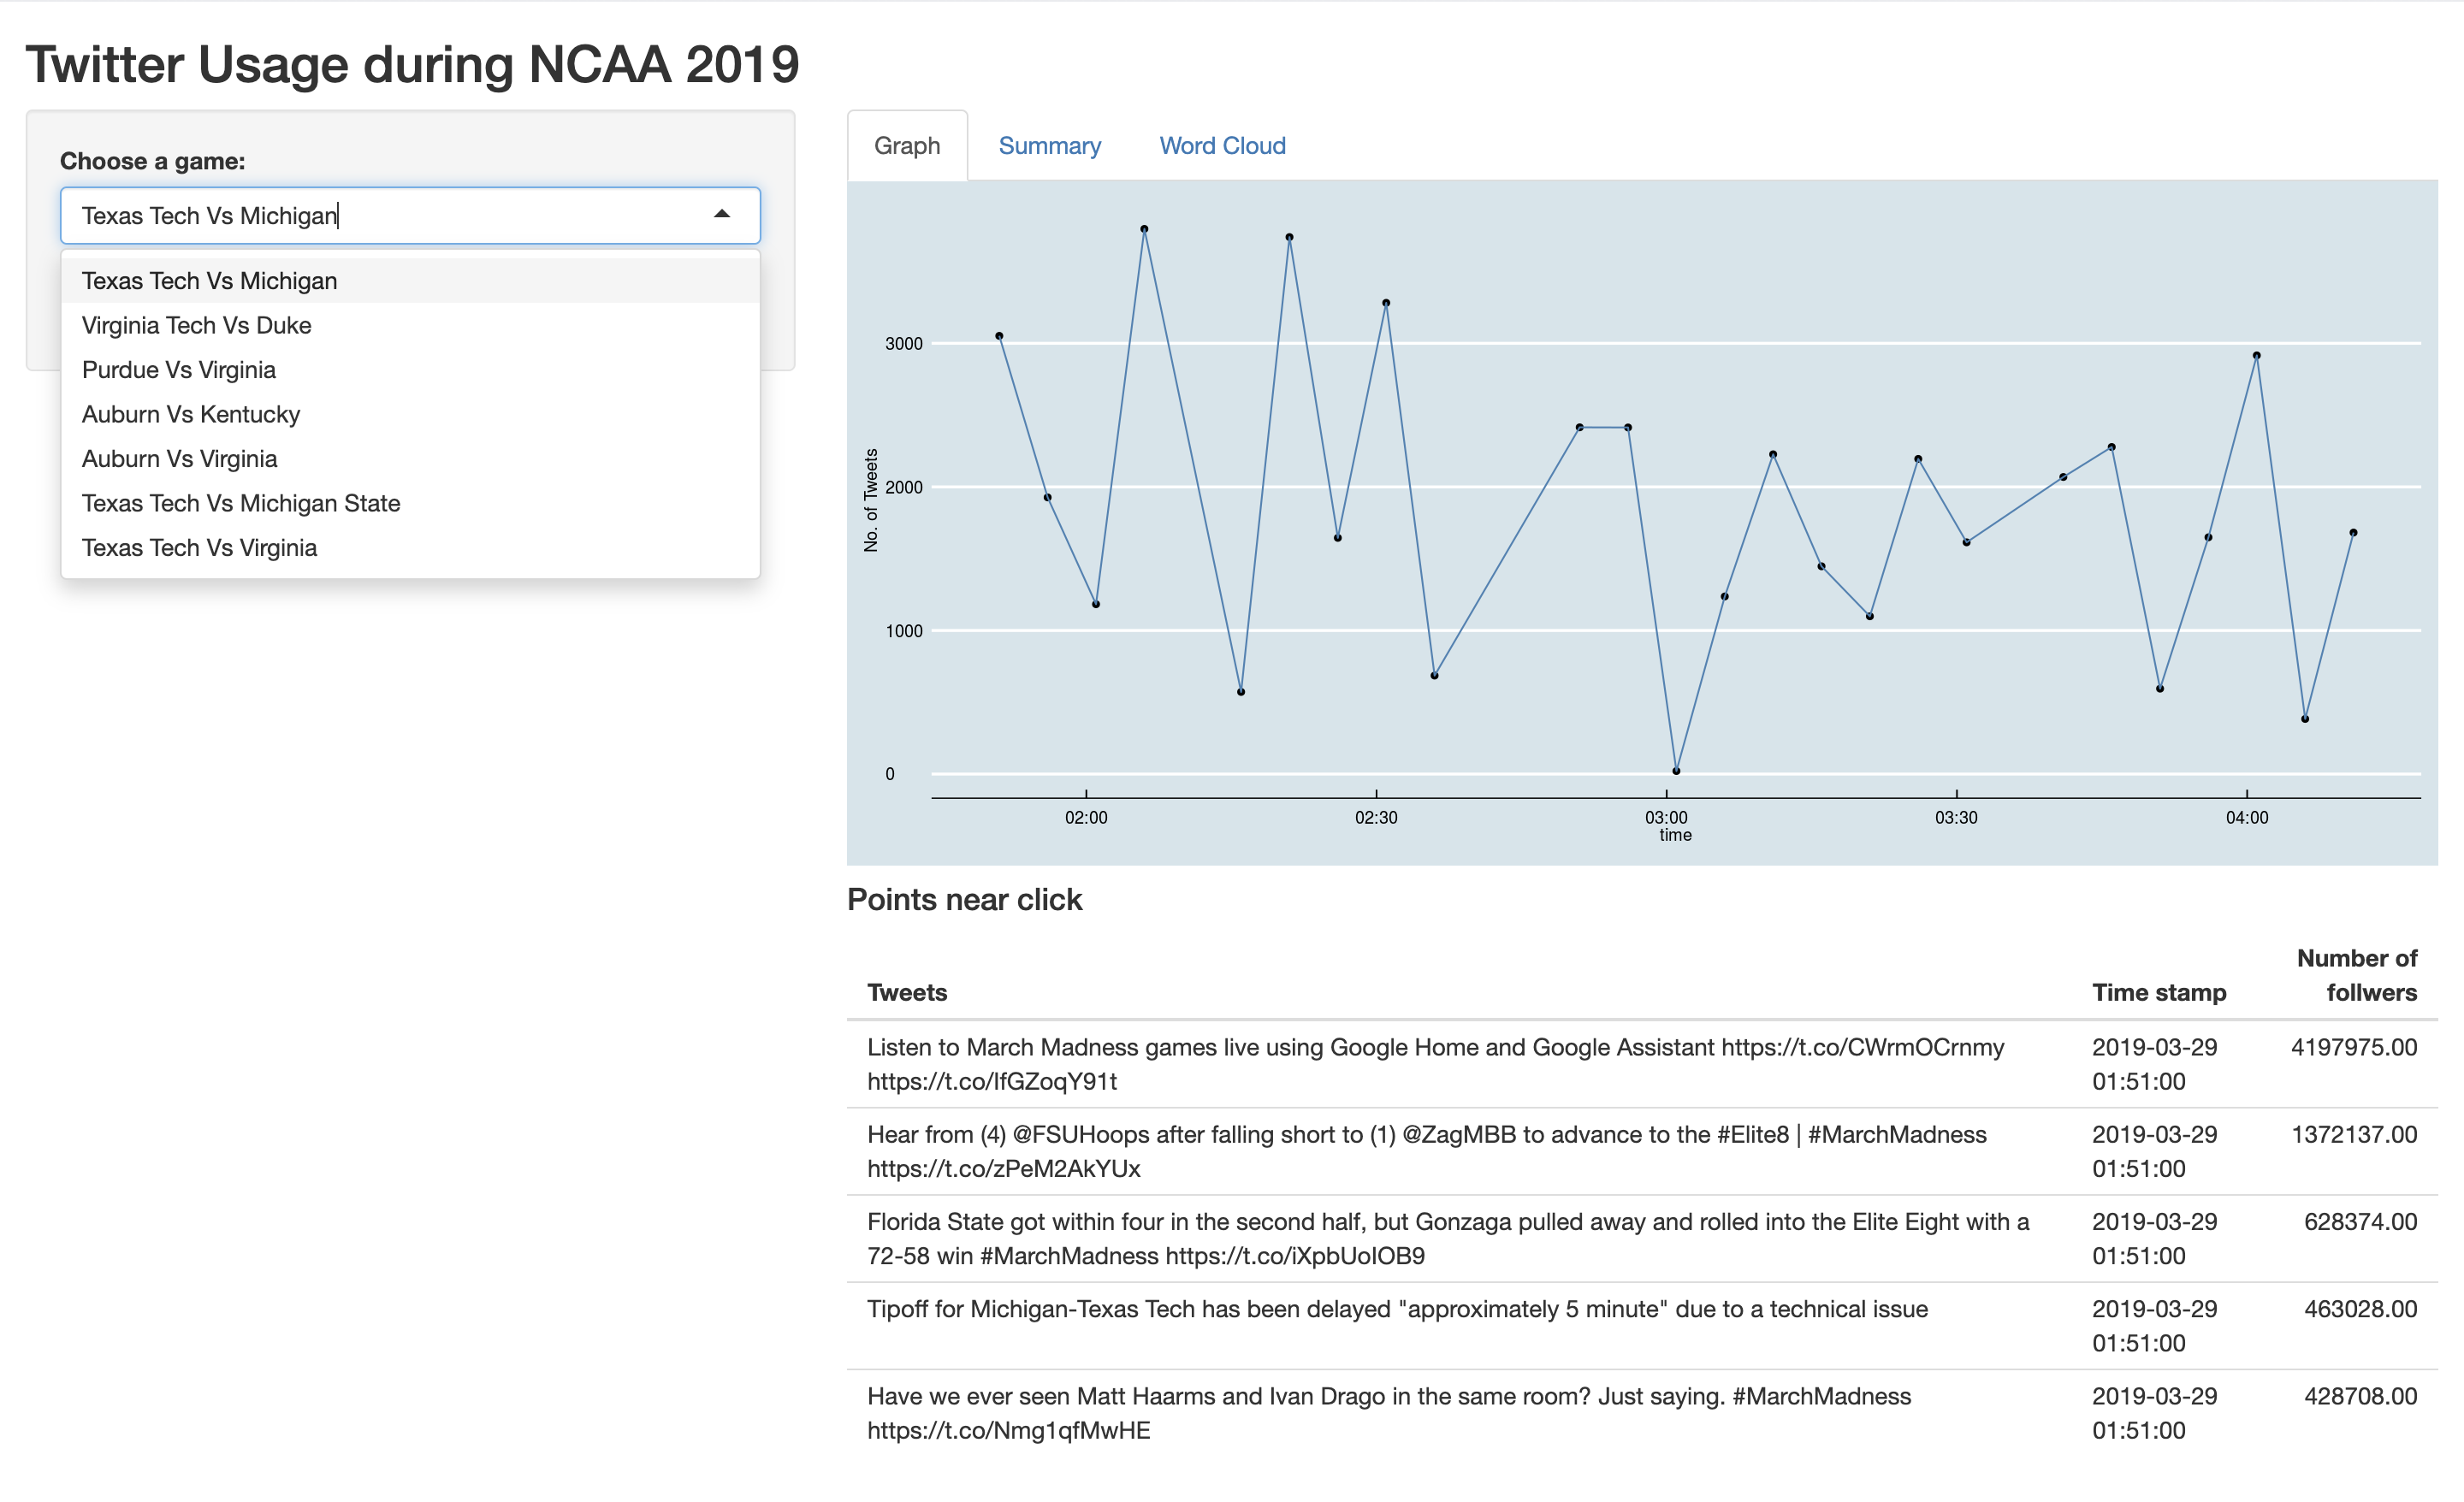 Twitter Usage during NCAA 2019
Choose a game:
Texas Tech Vs Michigan
Texas Tech Vs Michigan
Virginia Tech Vs Duke
Purdue Vs Virginia
Auburn Vs Kentucky
Auburn Vs Virginia
Texas Tech Vs Michigan State
Texas Tech Vs Virginia
Graph Summary Word Cloud
No. of Tweets
3000
2000
1000
0
02:00 02:30 03:00 03:30 04:00
time
Points near click
Number of
Tweets Time stamp follwers
Listen to March Madness games live using Google Home and Google Assistant https://t.co/CWrmOCrnmy 2019-03-29 4197975.00
https://t.co/IfGZoqY91t 01:51:00
Hear from (4) @FSUHoops after falling short to (1) @ZagMBB to advance to the #Elite8 | #MarchMadness 2019-03-29 1372137.00
https://t.co/zPeM2AkYUx 01:51:00
Florida State got within four in the second half, but Gonzaga pulled away and rolled into the Elite Eight with a 2019-03-29 628374.00
72-58 win #MarchMadness https://t.co/iXpbUoIOB9 01:51:00
Tipoff for Michigan-Texas Tech has been delayed "approximately 5 minute" due to a technical issue 2019-03-29 463028.00
01:51:00
Have we ever seen Matt Haarms and Ivan Drago in the same room? Just saying. #MarchMadness 2019-03-29 428708.00
https://t.co/Nmg1qfMwHE 01:51:00